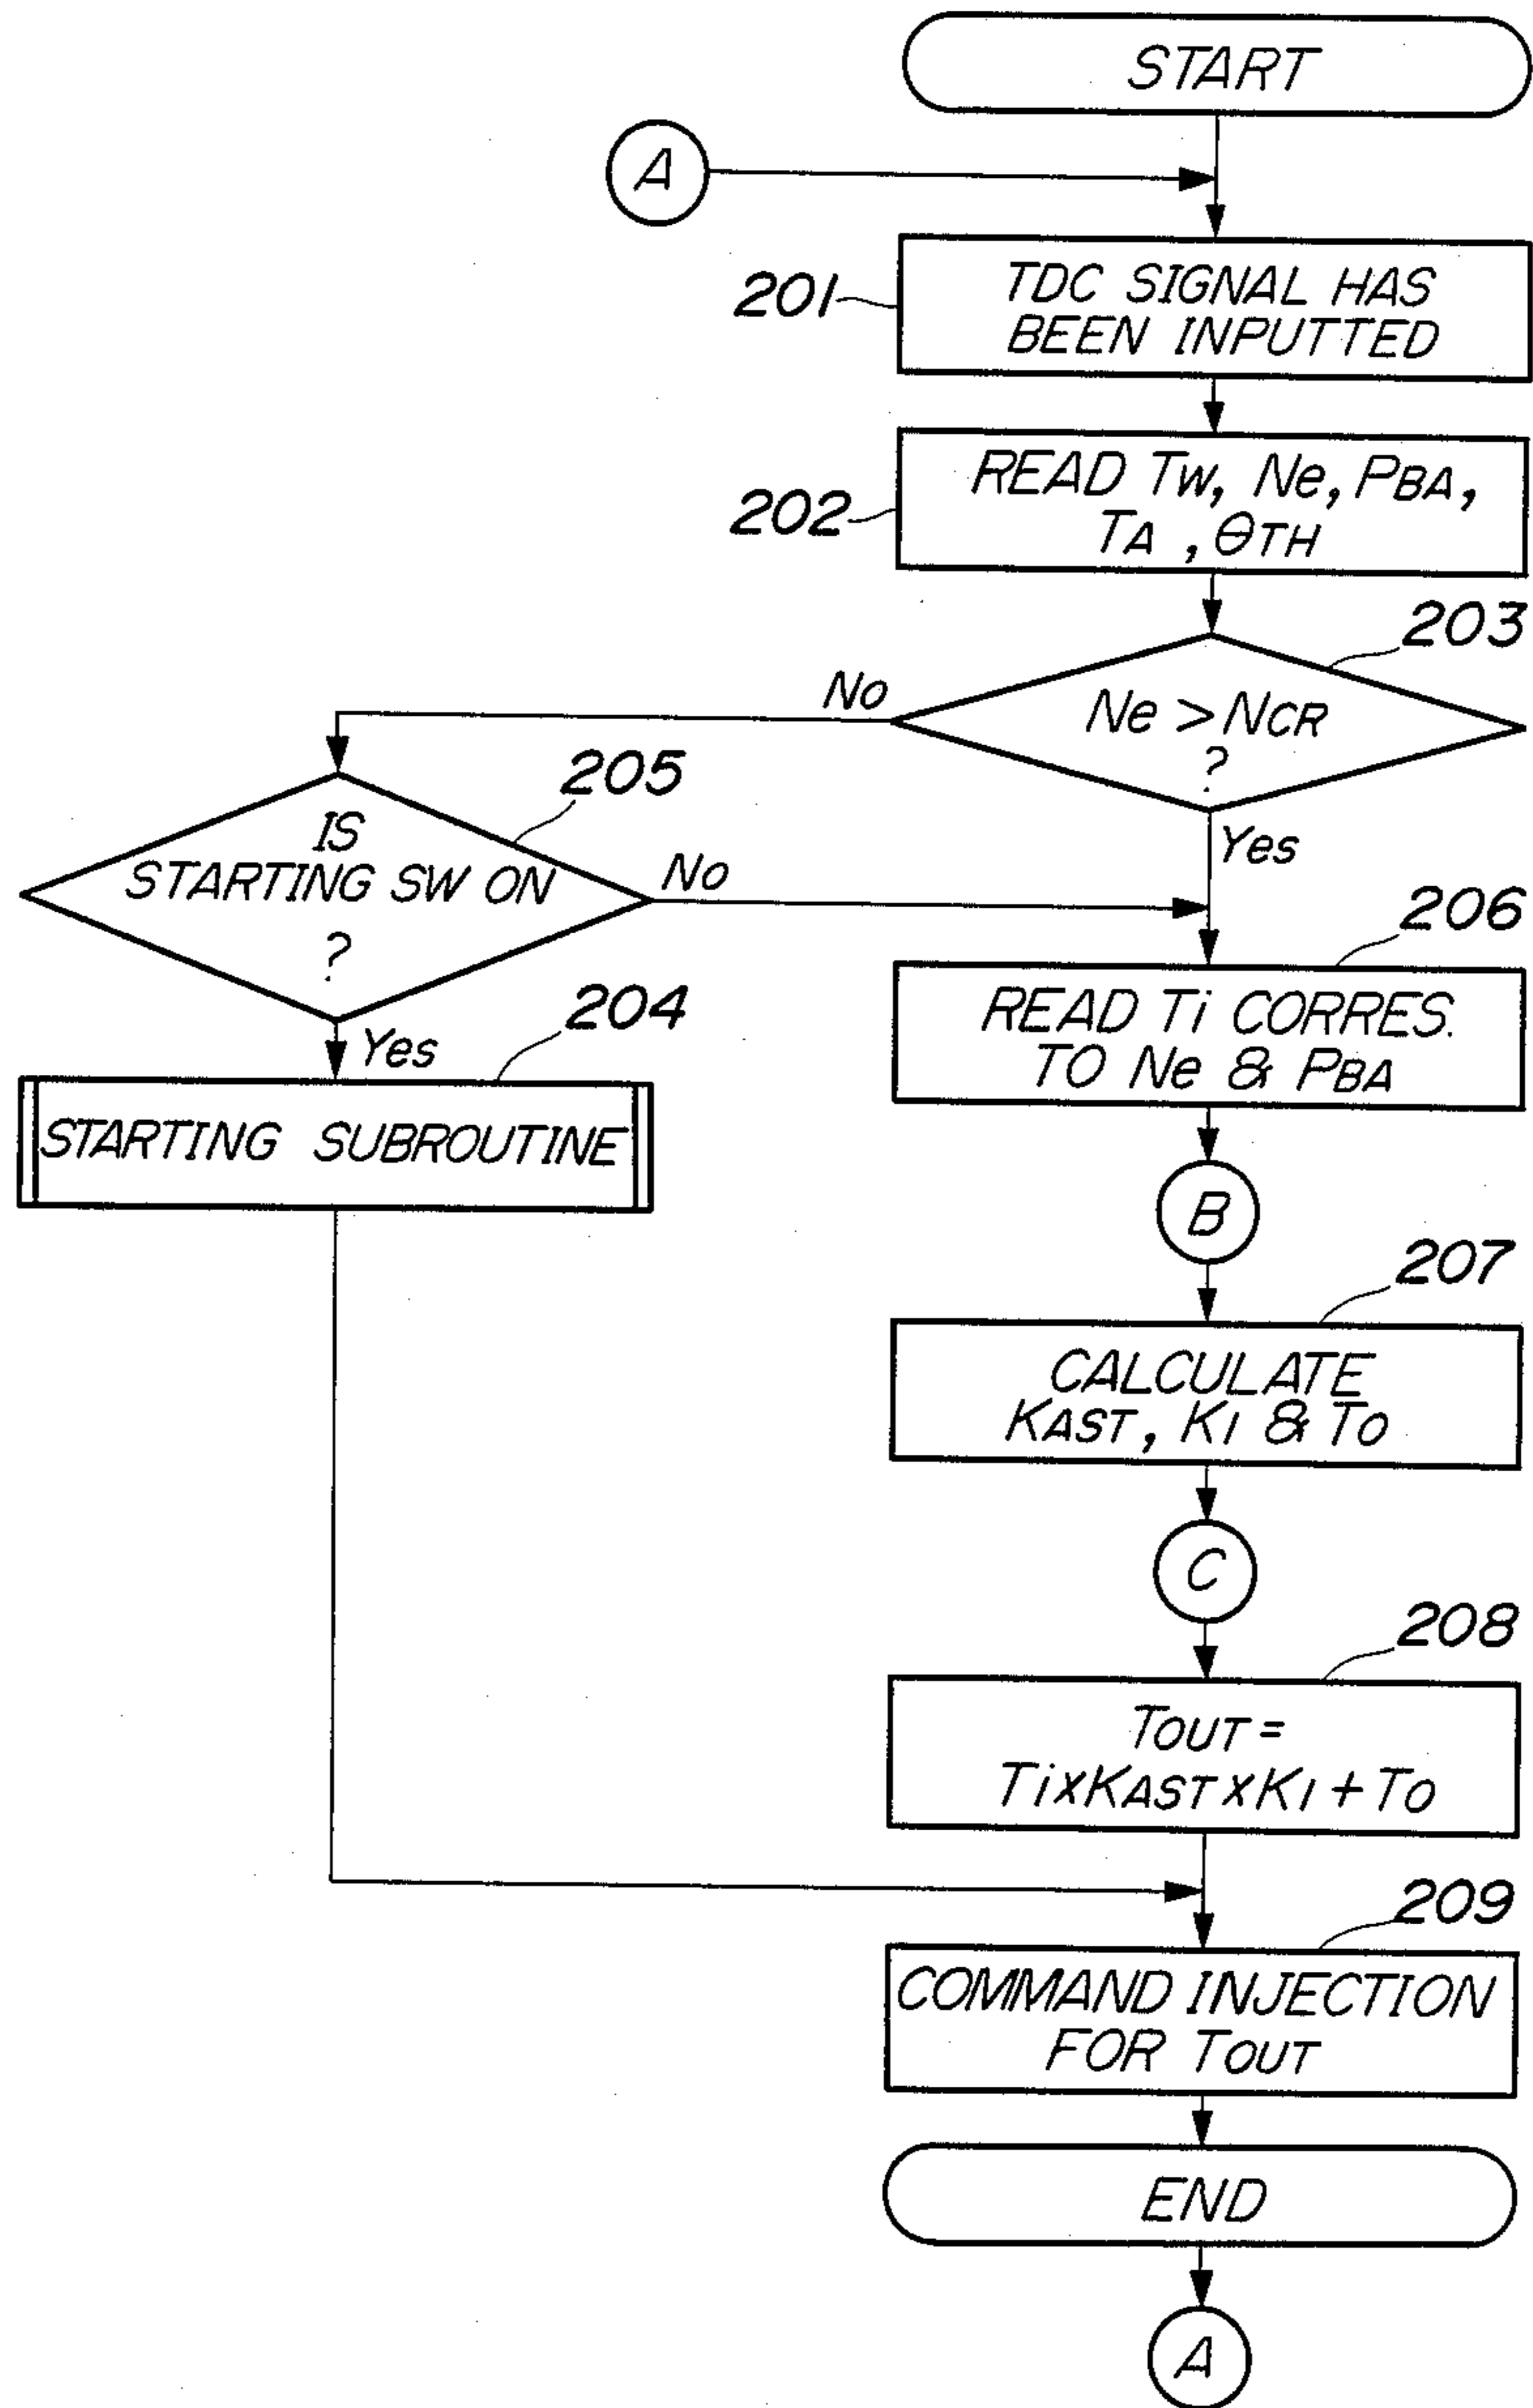 START
A
201
TDC SIGNAL HAS
BEEN INPUTTED
202
READ TW, Ne, PBA,
TA, θTH
203
No
Ne > NCR
?
Yes
205
IS
STARTING SW ON
?
No
Yes
204
STARTING SUBROUTINE
206
READ Ti CORRES.
TO Ne & PBA
B
207
CALCULATE
KAST, K1 & TO
C
208
TOUT =
TixKASTxK1 + TO
209
COMMAND INJECTION
FOR TOUT
END
A